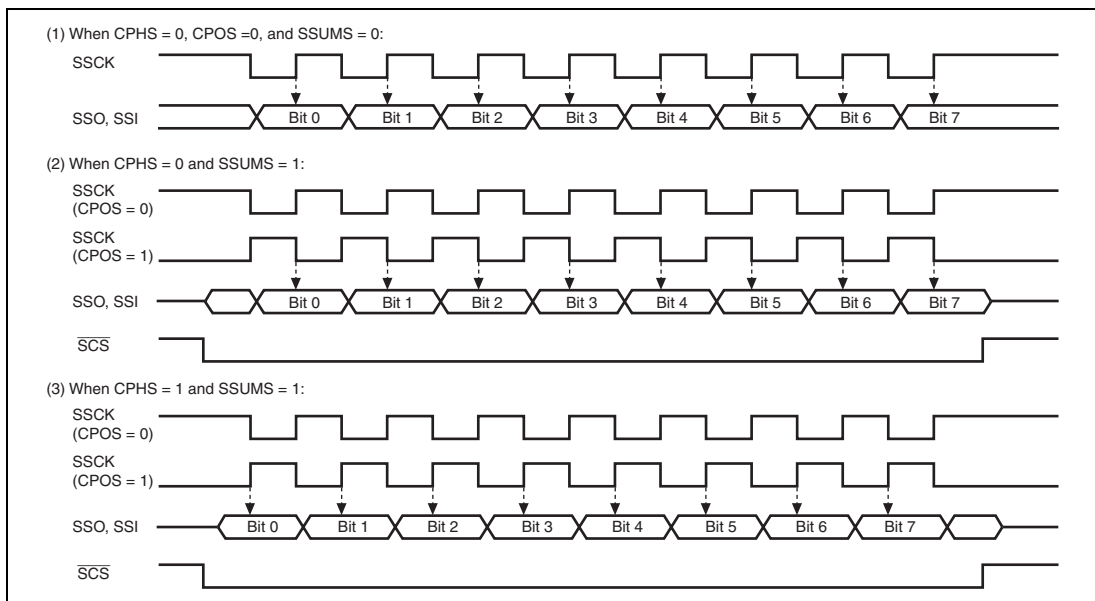 (1) When CPHS = 0, CPOS =0, and SSUMS = 0:
SSCK
SSO, SSI
Bit 0 Bit 1 Bit 2 Bit 3 Bit 4 Bit 5 Bit 6 Bit 7
(2) When CPHS = 0 and SSUMS = 1:
SSCK
(CPOS = 0)
SSCK
(CPOS = 1)
SSO, SSI
Bit 0 Bit 1 Bit 2 Bit 3 Bit 4 Bit 5 Bit 6 Bit 7
SCS
(3) When CPHS = 1 and SSUMS = 1:
SSCK
(CPOS = 0)
SSCK
(CPOS = 1)
SSO, SSI
Bit 0 Bit 1 Bit 2 Bit 3 Bit 4 Bit 5 Bit 6 Bit 7
SCS